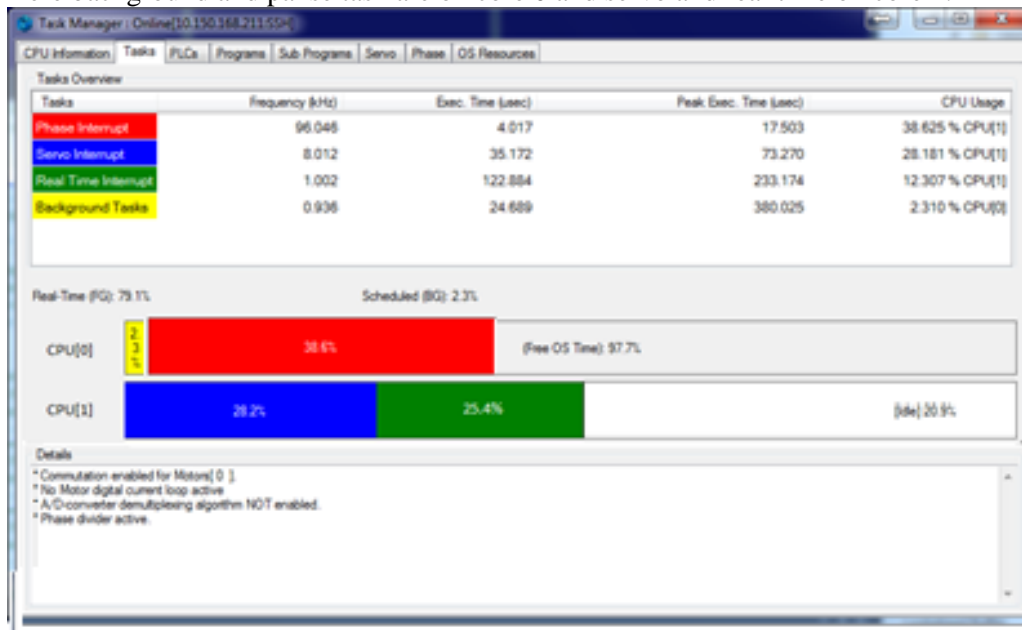 Task Manager : Online[10.150.168.211:SSH]
CPU Information Tasks PLCs Programs Sub Programs Servo Phase OS Resources
Tasks Overview
Tasks Frequency (kHz) Exec. Time (usec) Peak Exec. Time (usec) CPU Usage
Phase Interrupt 96.046 4.017 17.503 38.625 % CPU[1]
Servo Interrupt 8.012 35.172 73.270 28.181 % CPU[1]
Real Time Interrupt 1.002 122.884 233.174 12.307 % CPU[1]
Background Tasks 0.936 24.689 380.025 2.310 % CPU[0]
Real-Time (FG): 79.1% Scheduled (BG): 2.3%
CPU[0] 38.6% (Free OS Time): 97.7%
CPU[1] 28.2% 25.4% [Idle] 20.9%
Details
* Commutation enabled for Motors[ 0 ].
* No Motor digital current loop active
* A/D-converter demultiplexing algorithm NOT enabled.
* Phase divider active.